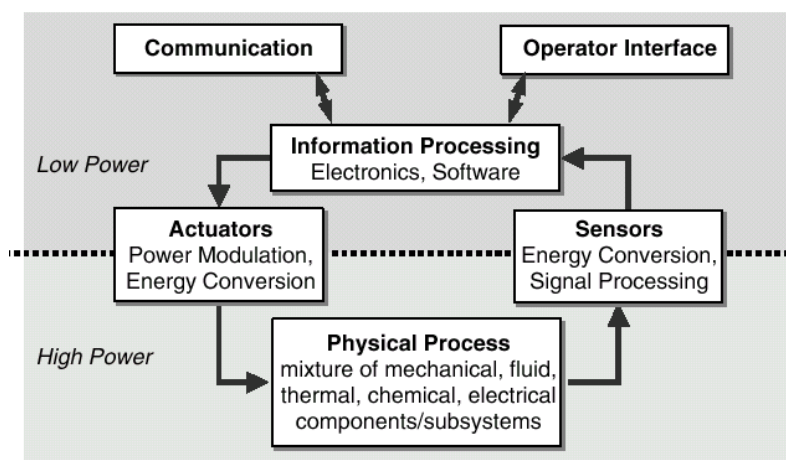 Communication
Operator Interface
Information Processing
Electronics, Software
Low Power
Actuators
Power Modulation,
Energy Conversion
Sensors
Energy Conversion,
Signal Processing
High Power
Physical Process
mixture of mechanical, fluid,
thermal, chemical, electrical
components/subsystems